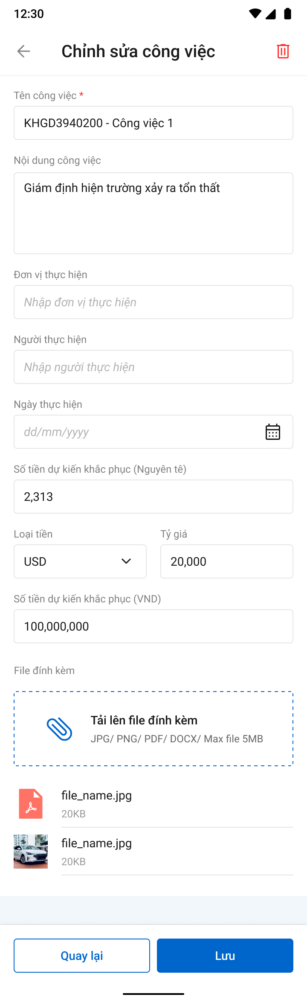 12:30
Chỉnh sửa công việc
Tên công việc *
KHGD3940200 - Công việc 1
Nội dung công việc
Giám định hiện trường xảy ra tổn thất
Đơn vị thực hiện
Nhập đơn vị thực hiện
Người thực hiện
Nhập người thực hiện
Ngày thực hiện
dd/mm/yyyy
Số tiền dự kiến khắc phục (Nguyên tê)
2,313
Loại tiền
Tỷ giá
USD
20,000
Số tiền dự kiến khắc phục (VND)
100,000,000
File đính kèm
Tải lên file đính kèm
JPG/ PNG/ PDF/ DOCX/ Max file 5MB
file_name.jpg
20KB
file_name.jpg
20KB
Quay lại
Lưu